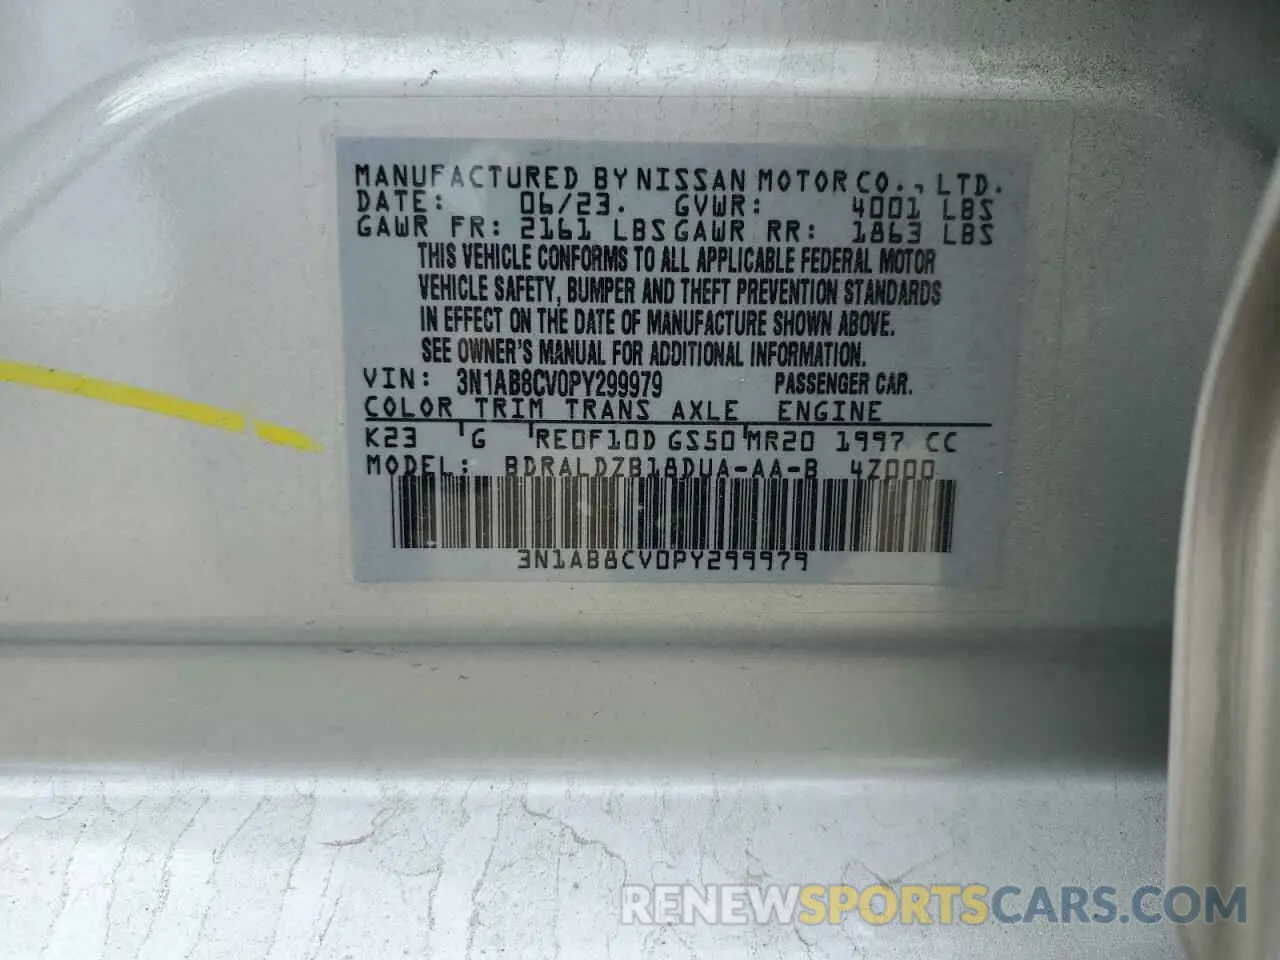 MANUFACTURED BY NISSAN MOTOR CO., LTD.
DATE: 06/23. GVWR: 4001 LBS
GAWR FR: 2161 LBS GAWR RR: 1863 LBS
THIS VEHICLE CONFORMS TO ALL APPLICABLE FEDERAL MOTOR
VEHICLE SAFETY, BUMPER AND THEFT PREVENTION STANDARDS
IN EFFECT ON THE DATE OF MANUFACTURE SHOWN ABOVE.
SEE OWNER'S MANUAL FOR ADDITIONAL INFORMATION.
VIN: 3N1AB8CV0PY299979 PASSENGER CAR.
COLOR TRIM TRANS AXLE ENGINE
K23 G RE0F10D GS50 MR20 1997 CC
MODEL: BDRALDZB18DUA-AA-B 4Z000
3N1AB8CV0PY299979
RENEWSPORTSCARS.COM